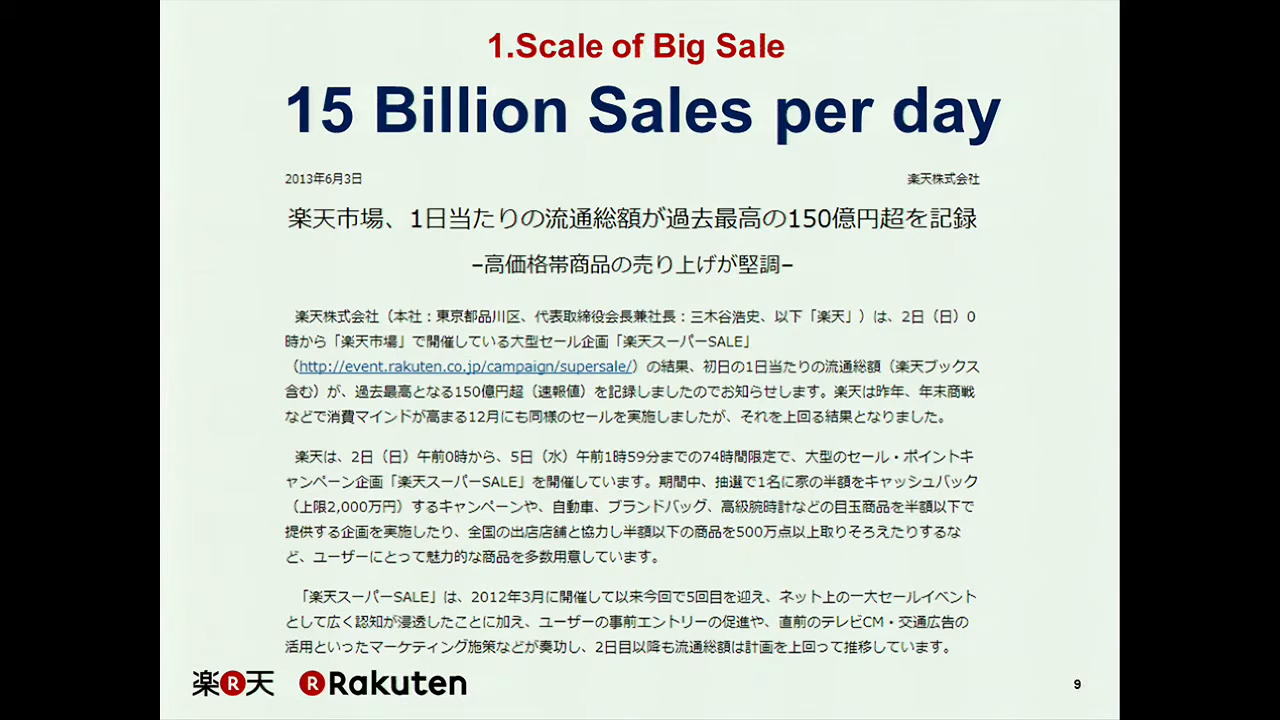 1.Scale of Big Sale
15 Billion Sales per day
2013年6月3日
楽天株式会社
楽天市場、1日当たりの流通総額が過去最高の150億円超を記録
–高価格帯商品の売り上げが堅調–
楽天株式会社（本社：東京都品川区、代表取締役会長兼社長：三木谷浩史、以下「楽天」）は、2日（日）0
時から「楽天市場」で開催している大型セール企画「楽天スーパーSALE」
（http://event.rakuten.co.jp/campaign/supersale/）の結果、初日の1日当たりの流通総額（楽天ブックス
含む）が、過去最高となる150億円超（速報値）を記録しましたのでお知らせします。楽天は昨年、年末商戦
などで消費マインドが高まる12月にも同様のセールを実施しましたが、それを上回る結果となりました。
楽天は、2日（日）午前0時から、5日（水）午前1時59分までの74時間限定で、大型のセール・ポイントキ
ャンペーン企画「楽天スーパーSALE」を開催しています。期間中、抽選で1名に家の半額をキャッシュバック
（上限2,000万円）するキャンペーンや、自動車、ブランドバッグ、高級腕時計などの目玉商品を半額以下で
提供する企画を実施したり、全国の出店店舗と協力し半額以下の商品を500万点以上取りそろえたりするな
ど、ユーザーにとって魅力的な商品を多数用意しています。
「楽天スーパーSALE」は、2012年3月に開催して以来今回で5回目を迎え、ネット上の一大セールイベント
として広く認知が浸透したことに加え、ユーザーの事前エントリーの促進や、直前のテレビCM・交通広告の
活用といったマーケティング施策などが奏功し、2日目以降も流通総額は計画を上回って推移しています。
楽R天 R Rakuten
9